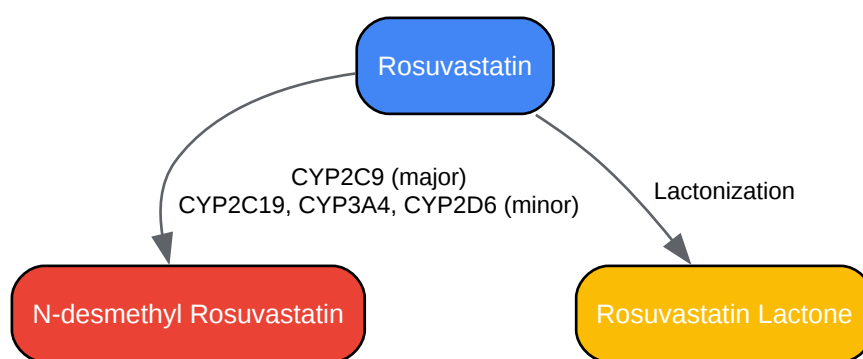 Rosuvastatin
CYP2C9 (major)
CYP2C19, CYP3A4, CYP2D6 (minor)
Lactonization
N-desmethyl Rosuvastatin
Rosuvastatin Lactone